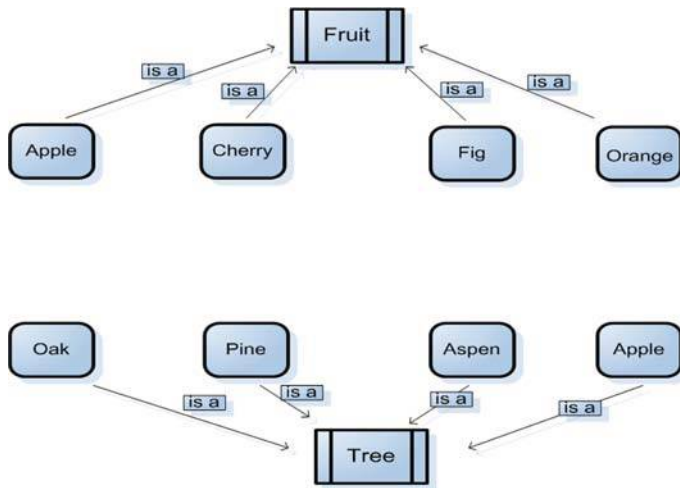 Fruit
is a
is a
is a
is a
Apple
Cherry
Fig
Orange
Oak
Pine
Aspen
Apple
is a
is a
is a
is a
Tree